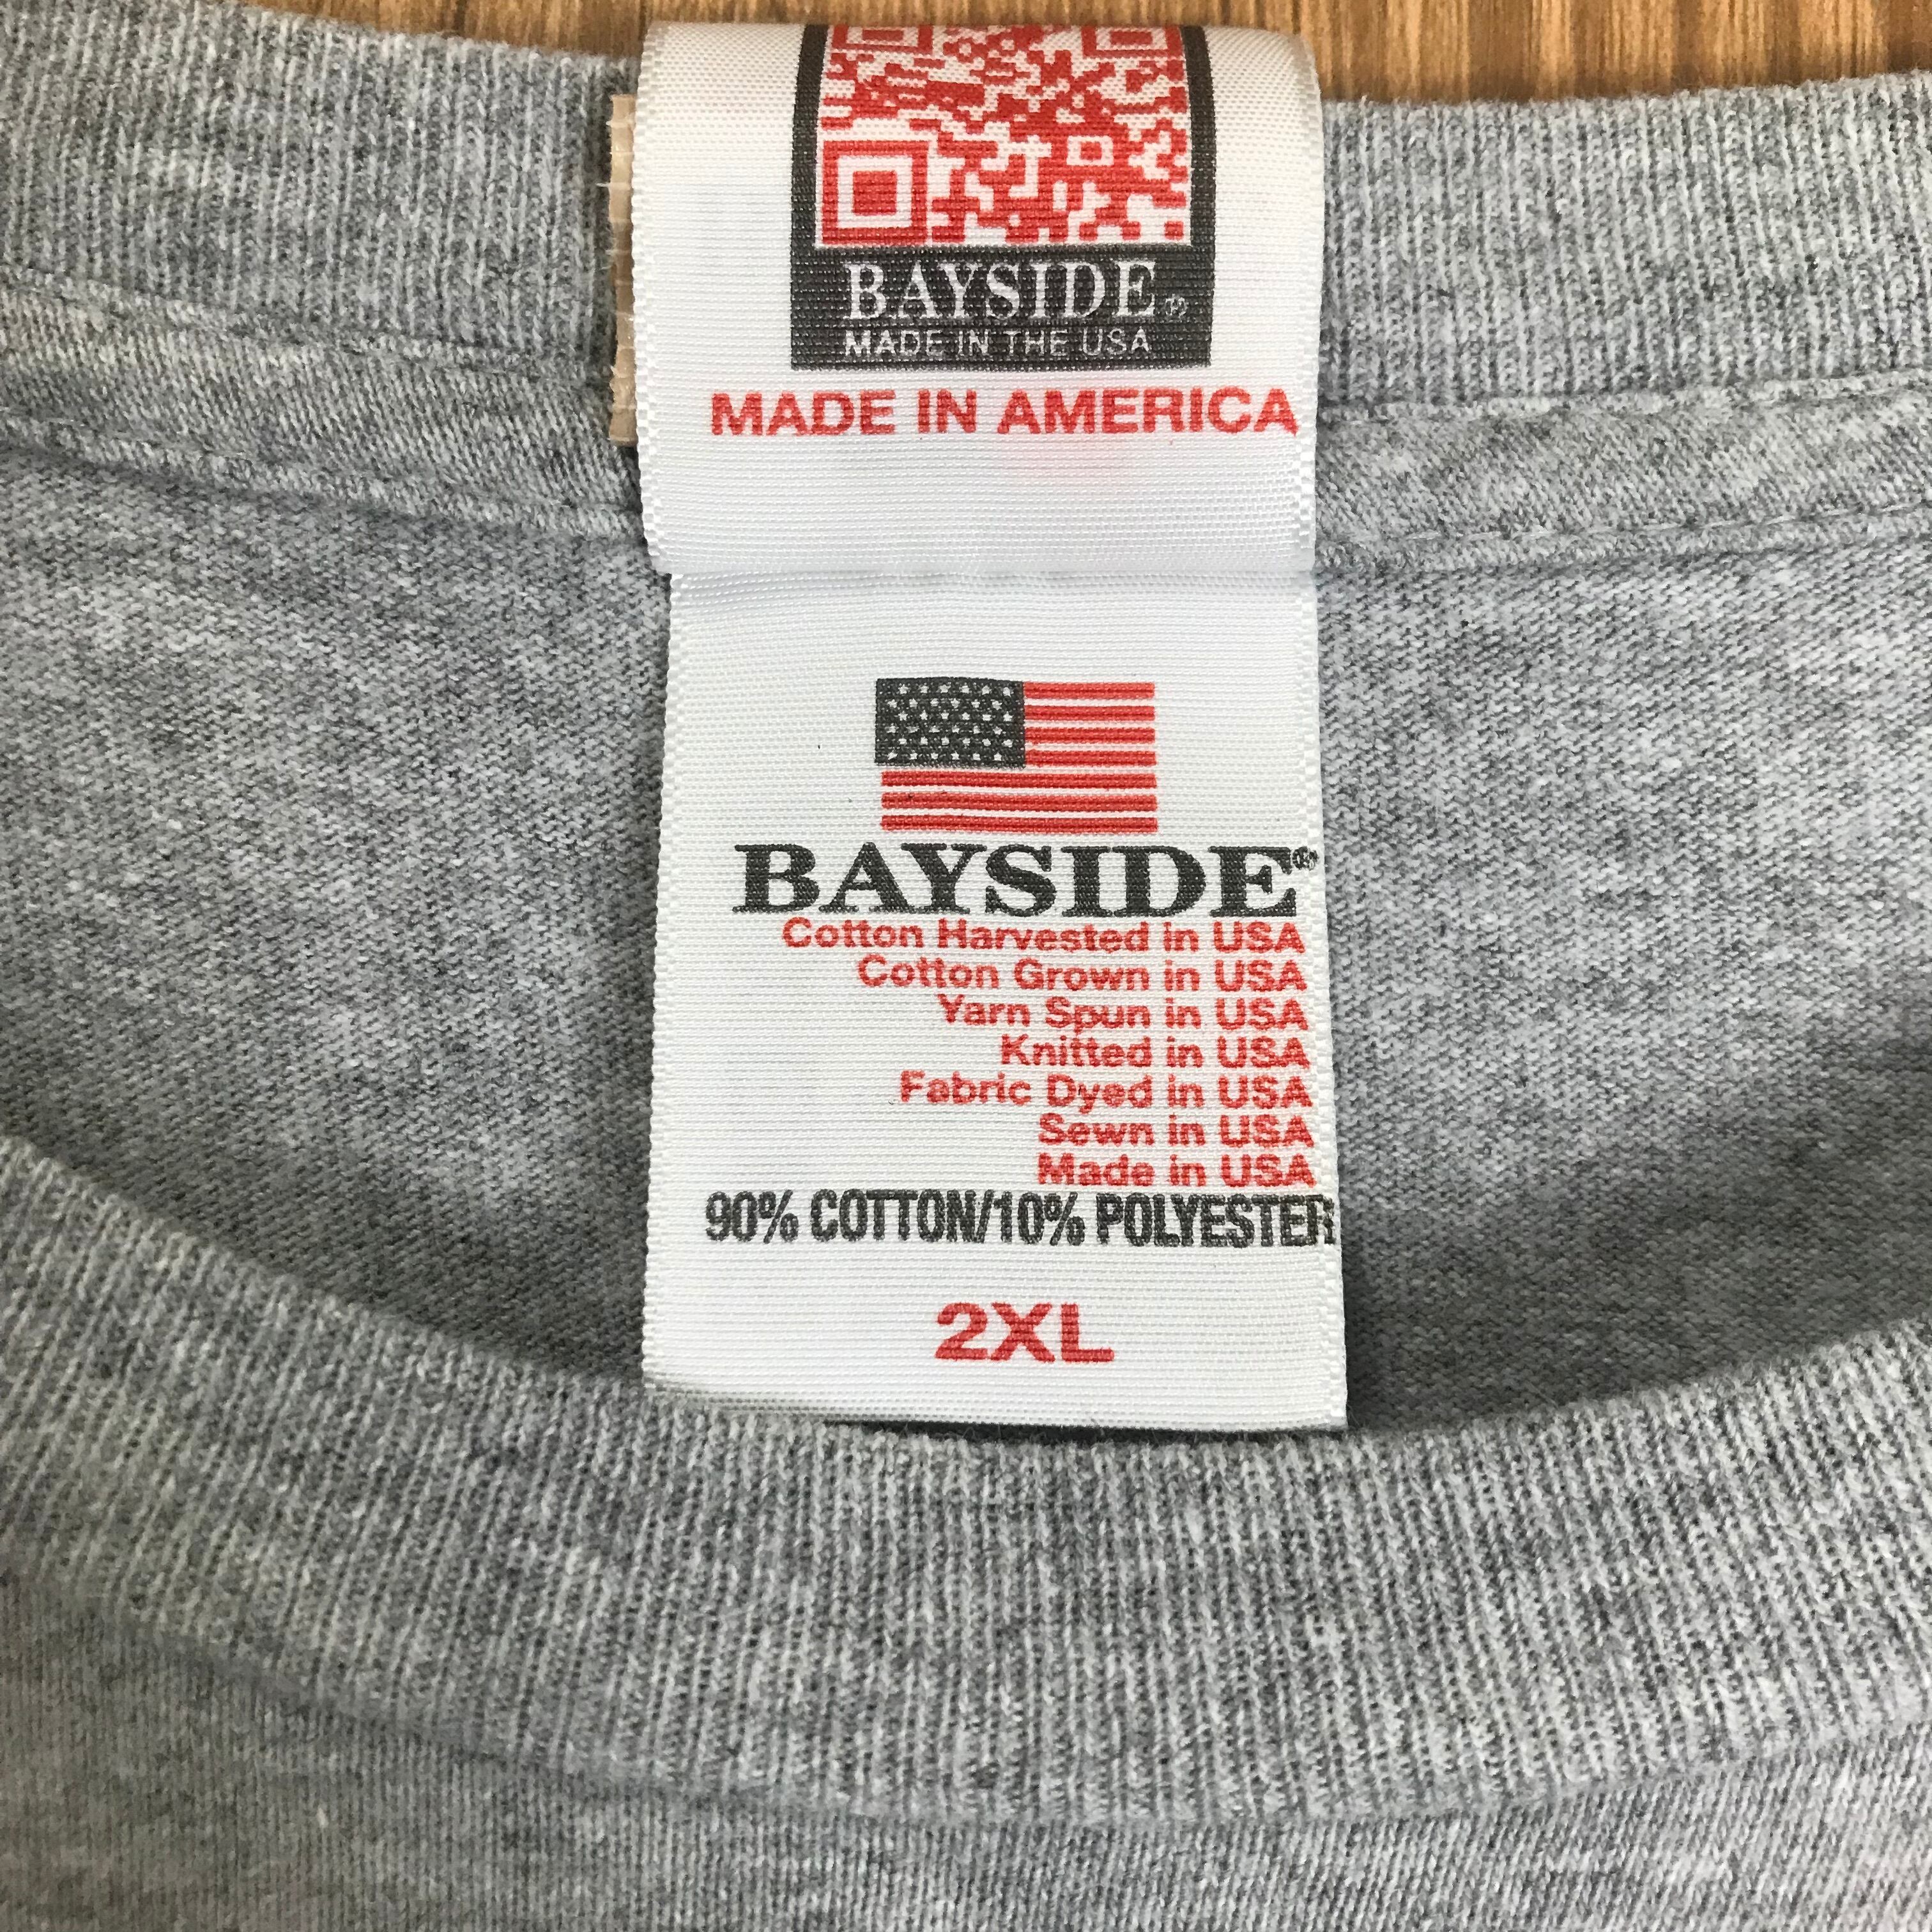 BAYSIDE®
MADE IN THE USA
MADE IN AMERICA
BAYSIDE®
Cotton Harvested in USA
Cotton Grown in USA
Yarn Spun in USA
Knitted in USA
Fabric Dyed in USA
Sewn in USA
Made in USA
90% COTTON/10% POLYESTER
2XL